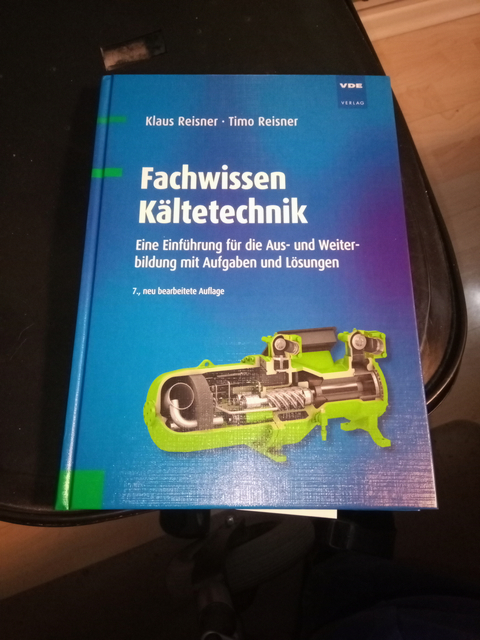 VDE
VERLAG
Klaus Reisner · Timo Reisner
Fachwissen
Kältetechnik
Eine Einführung für die Aus- und Weiter-
bildung mit Aufgaben und Lösungen
7., neu bearbeitete Auflage